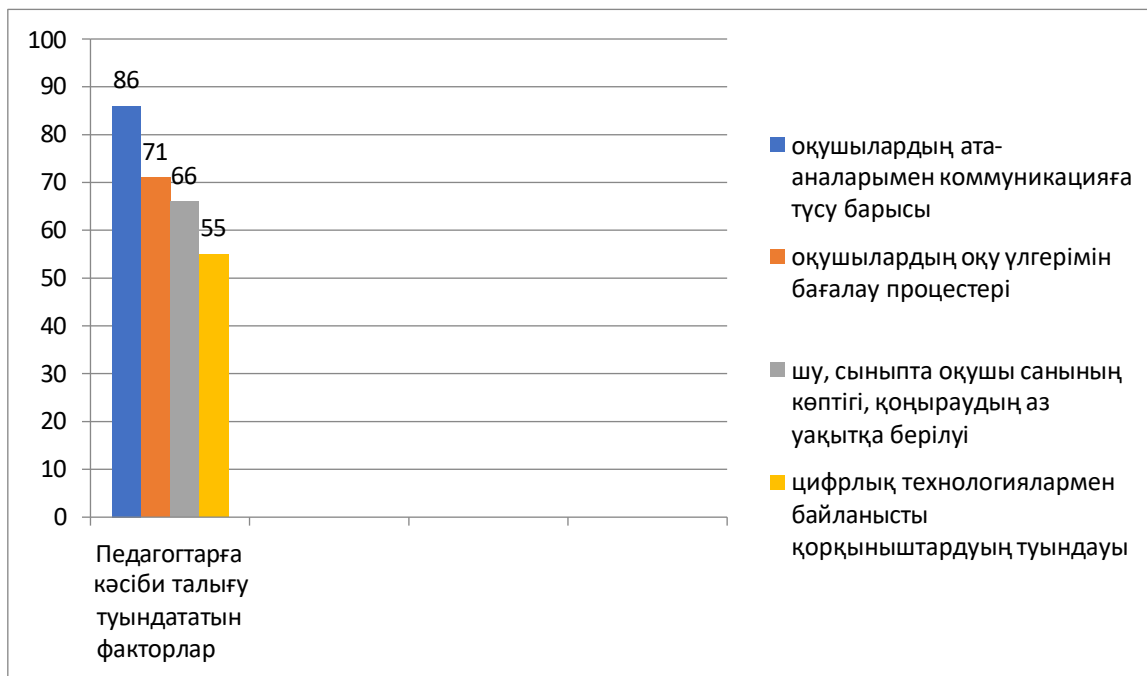 100
90
80
70
60
50
40
30
20
10
0
86
71
66
55
Педагогтарға
кәсіби талығу
туындататын
факторлар
оқушылардың ата-
аналарымен коммуникацияға
түсу барысы
оқушылардың оқу үлгерімін
бағалау процестері
шу, сыныпта оқушы санының
көптігі, қоңыраудың аз
уақытқа берілуі
цифрлық технологиялармен
байланысты
қорқыныштардуың туындауы